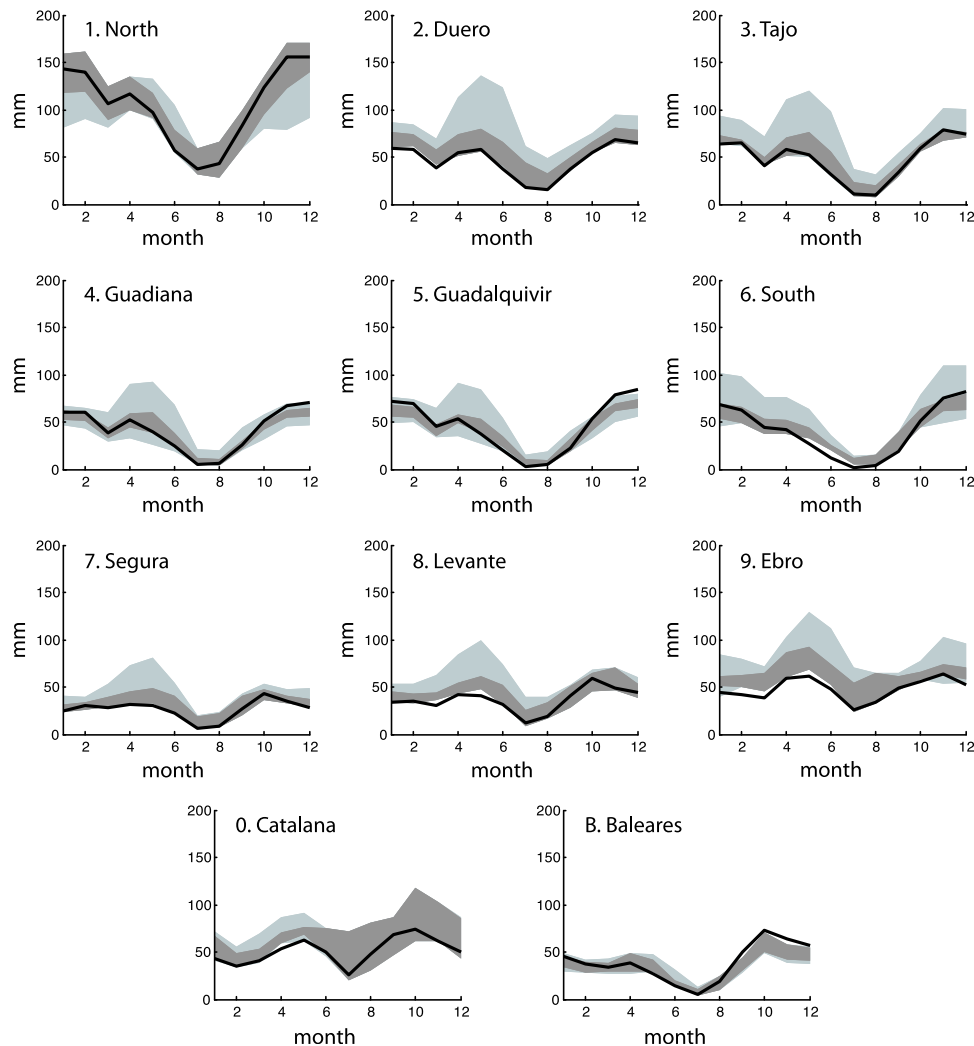 1. North
200
150
100
50
0
mm
2 4 6 8 10 12
month
2. Duero
200
150
100
50
0
mm
2 4 6 8 10 12
month
3. Tajo
200
150
100
50
0
mm
2 4 6 8 10 12
month
4. Guadiana
200
150
100
50
0
mm
2 4 6 8 10 12
month
5. Guadalquivir
200
150
100
50
0
mm
2 4 6 8 10 12
month
6. South
200
150
100
50
0
mm
2 4 6 8 10 12
month
7. Segura
200
150
100
50
0
mm
2 4 6 8 10 12
month
8. Levante
200
150
100
50
0
mm
2 4 6 8 10 12
month
9. Ebro
200
150
100
50
0
mm
2 4 6 8 10 12
month
0. Catalana
200
150
100
50
0
mm
2 4 6 8 10 12
month
B. Baleares
200
150
100
50
0
mm
2 4 6 8 10 12
month